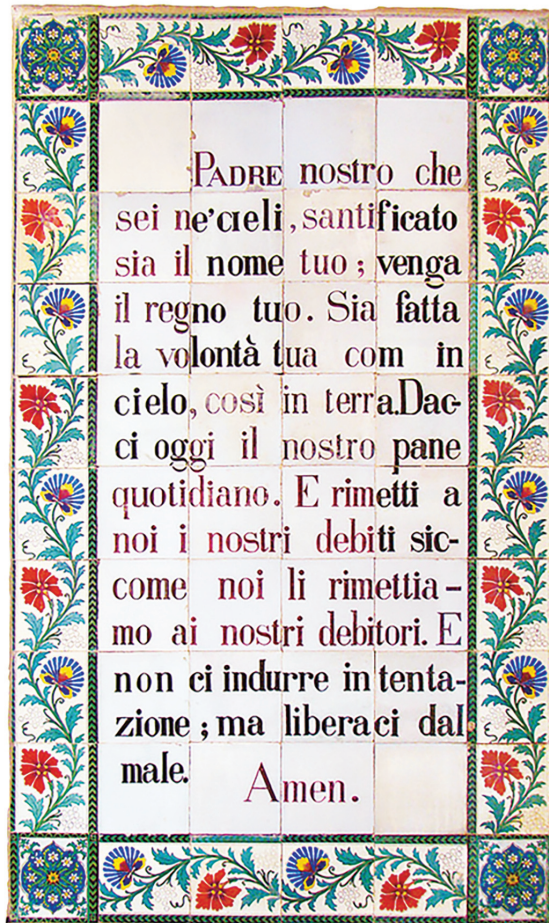 PADRE nostro che
sei ne'cieli, santificato
sia il nome tuo; venga
il regno tuo. Sia fatta
la volontà tua com in
cielo, così in terra.Dac-
ci oggi il nostro pane
quotidiano. E rimetti a
noi i nostri debiti sic-
come noi li rimettia-
mo ai nostri debitori. E
non ci indurre in tenta-
zione; ma liberaci dal
male.
Amen.